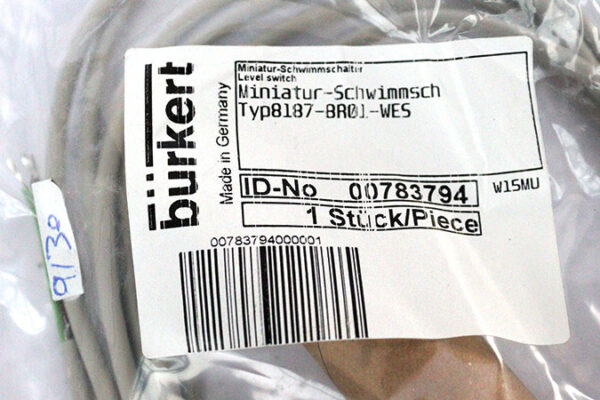 bürkert
Made in Germany
Miniatur-Schwimmschalter
Level switch
Miniatur-Schwimmsch
Typ8187-8R01-WES
ID-No 00783794
W15MU
1 Stück/Piece
00783794000001
9130